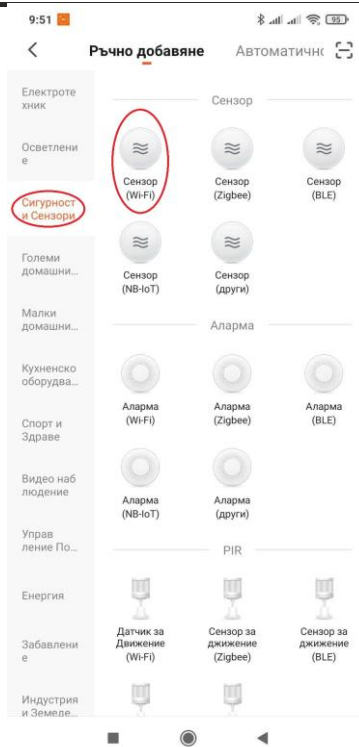 9:51
95
Ръчно добавяне
Автоматичнс
Електроте
хник
Осветлени
е
Сигурност
и Сензори
Големи
домашни...
Малки
домашни...
Кухненско
оборудва...
Спорт и
Здраве
Видео наб
людение
Управ
ление По...
Енергия
Забавлени
е
Индустрия
и Земеде...
Сензор
Сензор
(Wi-Fi)
Сензор
(Zigbee)
Сензор
(BLE)
Сензор
(NB-IoT)
Сензор
(други)
Аларма
Аларма
(Wi-Fi)
Аларма
(Zigbee)
Аларма
(BLE)
Аларма
(NB-IoT)
Аларма
(други)
PIR
Датчик за
Движение
(Wi-Fi)
Сензор за
джижение
(Zigbee)
Сензор за
джижение
(BLE)